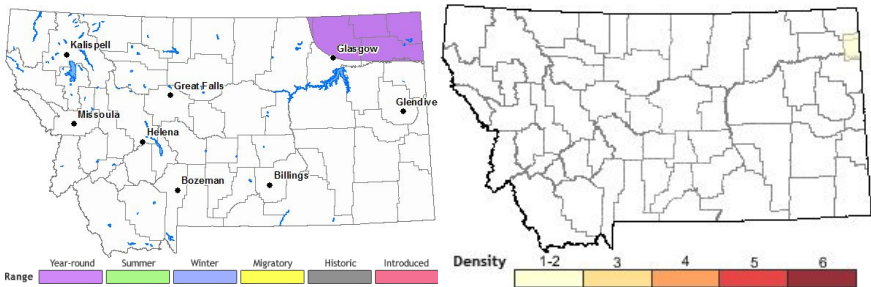 Kalispell
Glasgow
Great Falls
Glendive
Missoula
Helena
Bozeman
Billings
Range Year-round Summer Winter Migratory Historic Introduced
Density 1-2 3 4 5 6